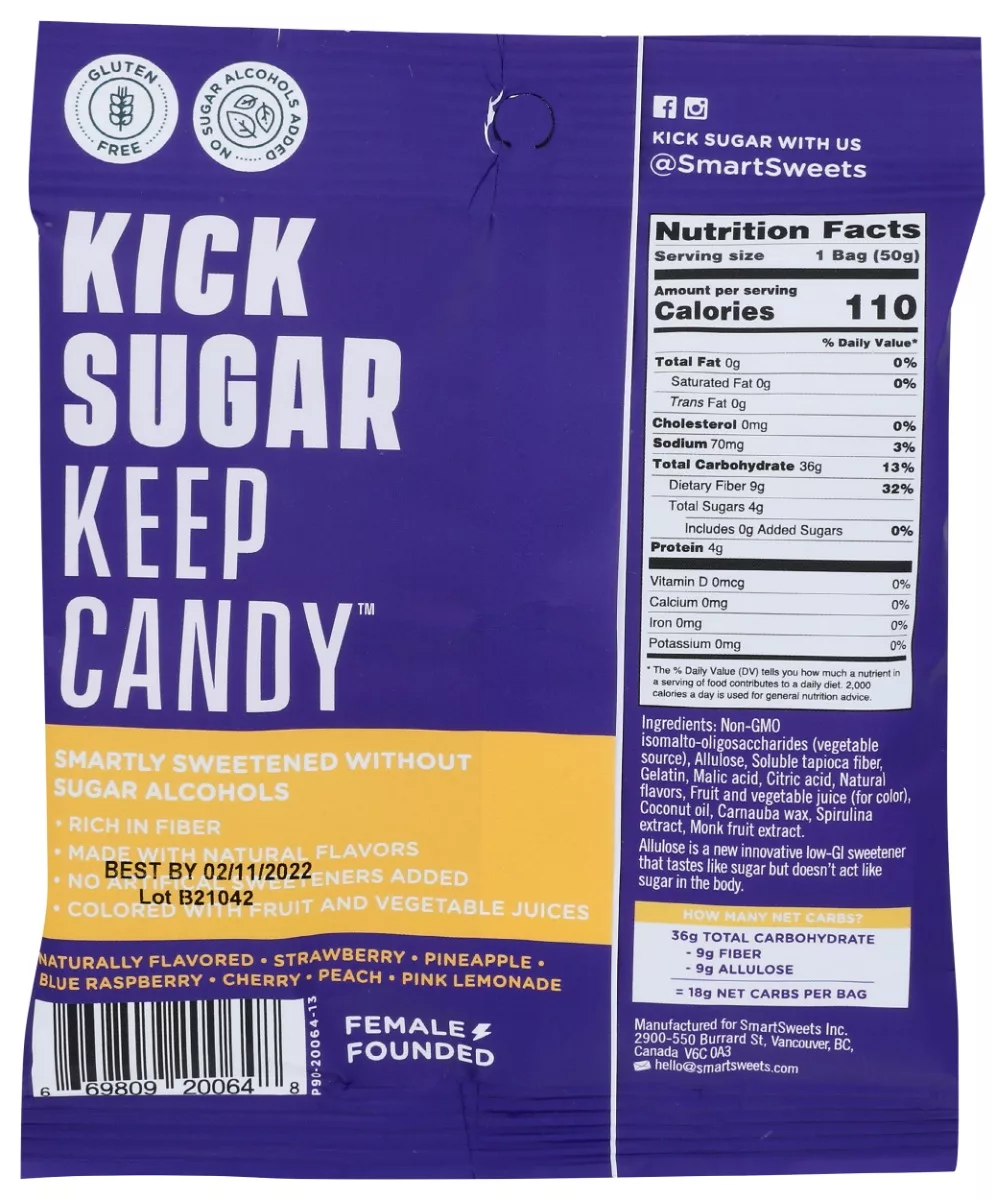 GLUTEN
FREE
NO SUGAR ALCOHOLS ADDED
KICK
SUGAR
KEEP
CANDY™
SMARTLY SWEETENED WITHOUT
SUGAR ALCOHOLS
• RICH IN FIBER
• MADE WITH NATURAL FLAVORS
BEST BY 02/11/2022
• NO ARTIFICAL SWEETENERS ADDED
Lot B21042
• COLORED WITH FRUIT AND VEGETABLE JUICES
NATURALLY FLAVORED • STRAWBERRY • PINEAPPLE •
BLUE RASPBERRY • CHERRY • PEACH • PINK LEMONADE
6 69809 20064 8
P90-20064-13
FEMALE
FOUNDED
KICK SUGAR WITH US
@SmartSweets
Nutrition Facts
Serving size 1 Bag (50g)
Amount per serving
Calories 110
% Daily Value*
Total Fat 0g 0%
Saturated Fat 0g 0%
Trans Fat 0g
Cholesterol 0mg 0%
Sodium 70mg 3%
Total Carbohydrate 36g 13%
Dietary Fiber 9g 32%
Total Sugars 4g
Includes 0g Added Sugars 0%
Protein 4g
Vitamin D 0mcg 0%
Calcium 0mg 0%
Iron 0mg 0%
Potassium 0mg 0%
* The % Daily Value (DV) tells you how much a nutrient in
a serving of food contributes to a daily diet. 2,000
calories a day is used for general nutrition advice.
Ingredients: Non-GMO
isomalto-oligosaccharides (vegetable
source), Allulose, Soluble tapioca fiber,
Gelatin, Malic acid, Citric acid, Natural
flavors, Fruit and vegetable juice (for color),
Coconut oil, Carnauba wax, Spirulina
extract, Monk fruit extract.
Allulose is a new innovative low-GI sweetener
that tastes like sugar but doesn't act like
sugar in the body.
HOW MANY NET CARBS?
36g TOTAL CARBOHYDRATE
- 9g FIBER
- 9g ALLULOSE
= 18g NET CARBS PER BAG
Manufactured for SmartSweets Inc.
2900-550 Burrard St, Vancouver, BC,
Canada V6C 0A3
hello@smartsweets.com